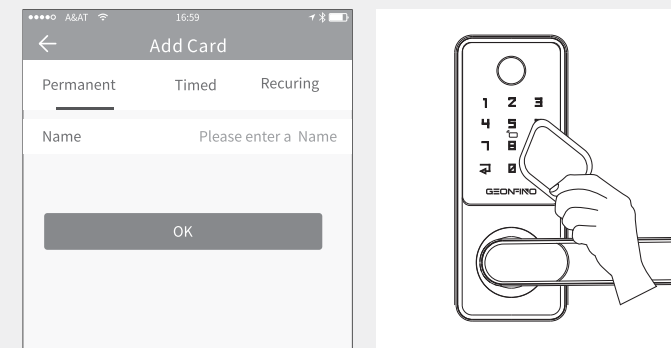 A&AT 16:59
Add Card
Permanent Timed Recuring
Name Please enter a Name
OK
1 2 3
4 5
7 8
0
GEONFINO